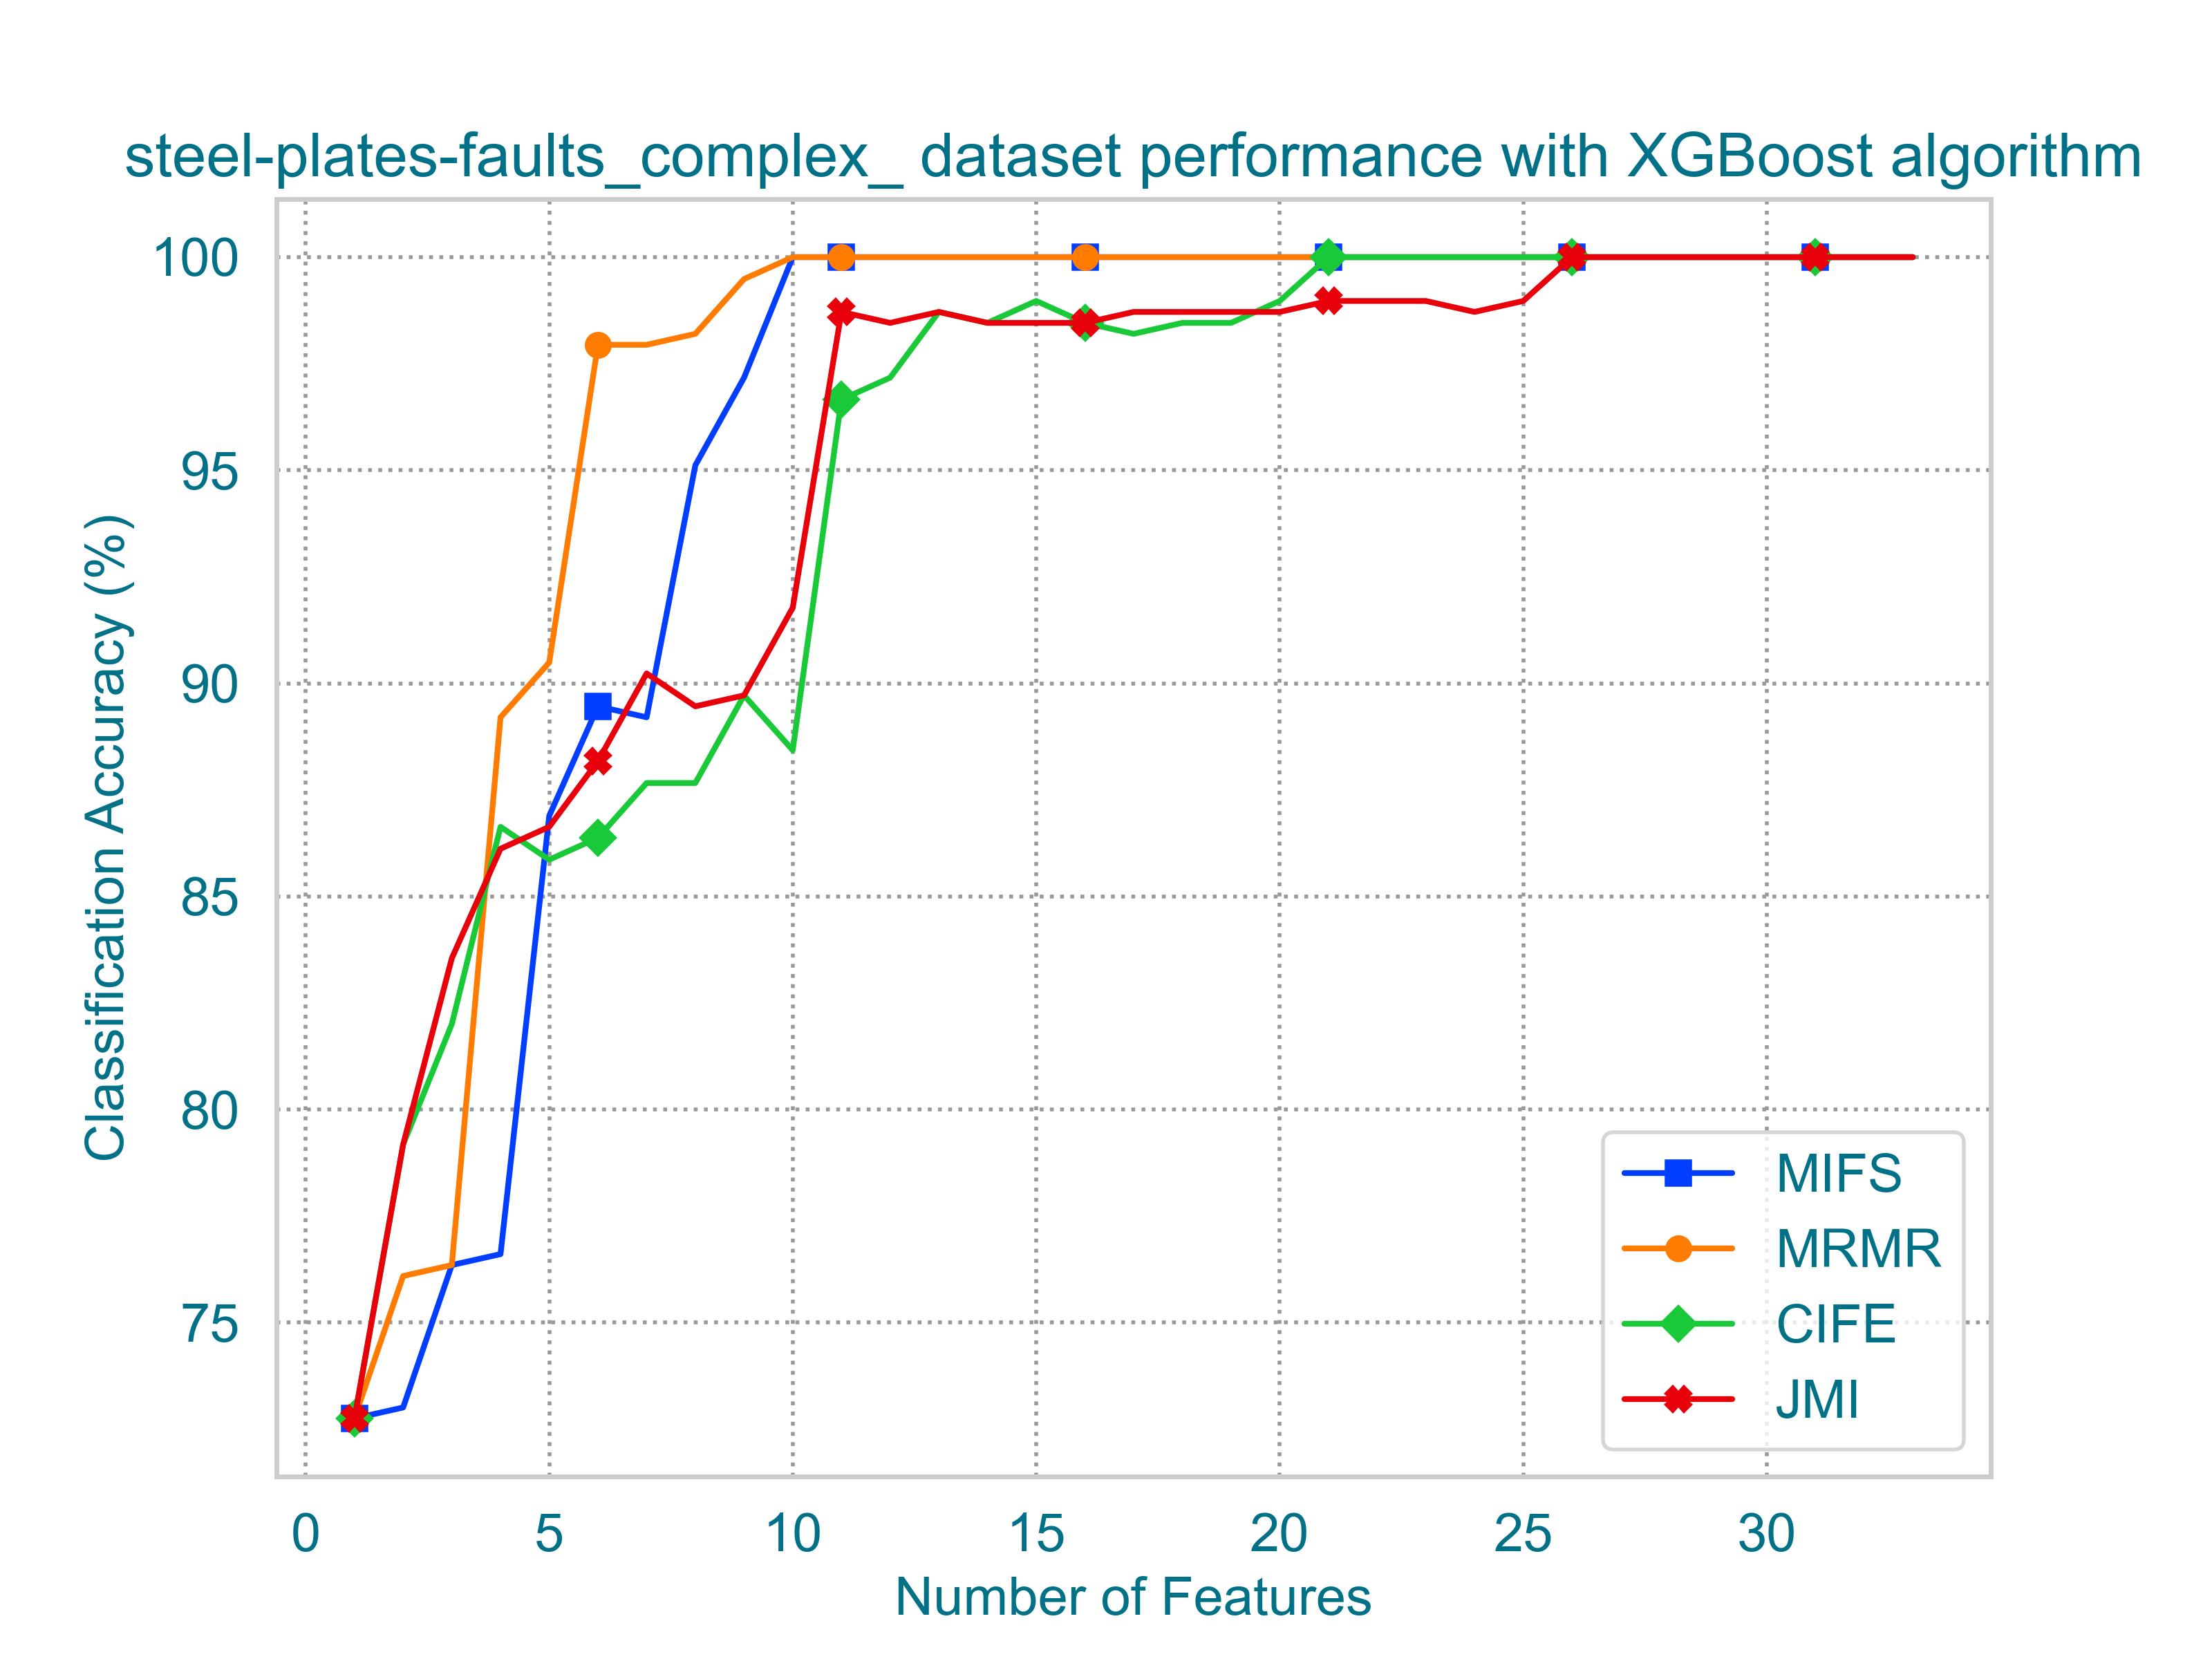 steel-plates-faults_complex_ dataset performance with XGBoost algorithm
100
95
90
85
80
75
Classification Accuracy (%)
MIFS
MRMR
CIFE
JMI
0 5 10 15 20 25 30
Number of Features